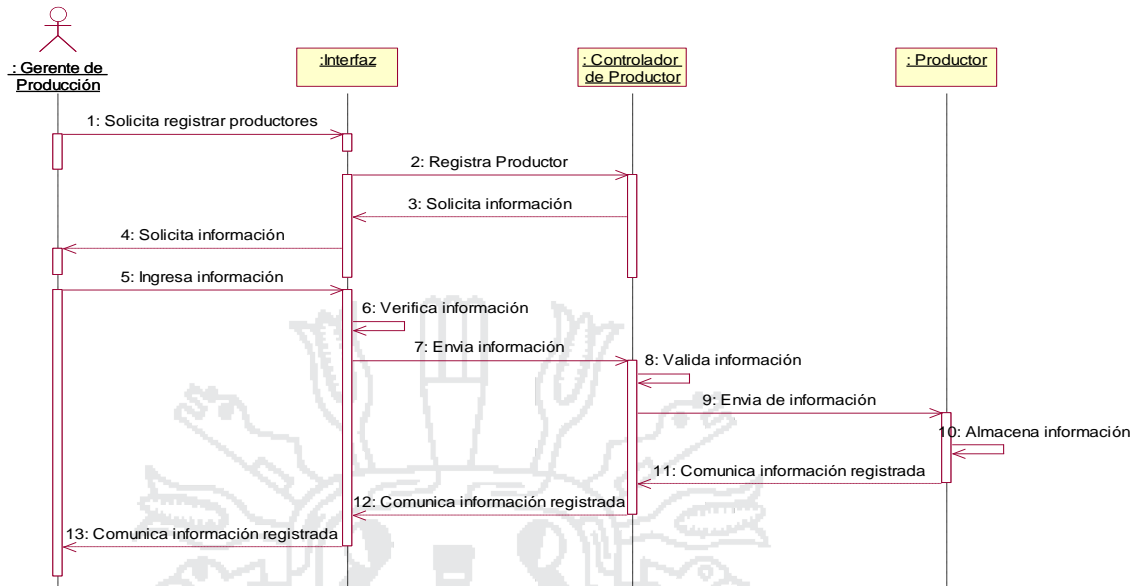 : Gerente de
Producción
:Interfaz
: Controlador
de Productor
: Productor
1: Solicita registrar productores
2: Registra Productor
3: Solicita información
4: Solicita información
5: Ingresa información
6: Verifica información
7: Envia información
8: Valida información
9: Envia de información
10: Almacena información
11: Comunica información registrada
12: Comunica información registrada
13: Comunica información registrada